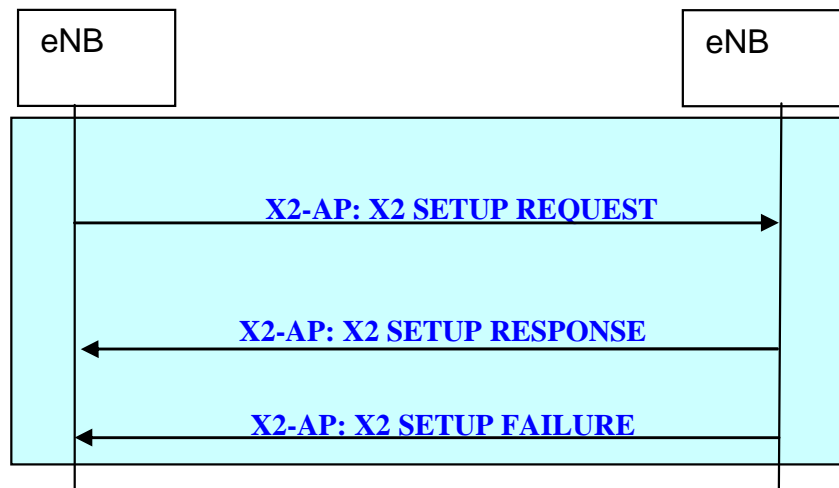 eNB
eNB
X2-AP: X2 SETUP REQUEST
X2-AP: X2 SETUP RESPONSE
X2-AP: X2 SETUP FAILURE